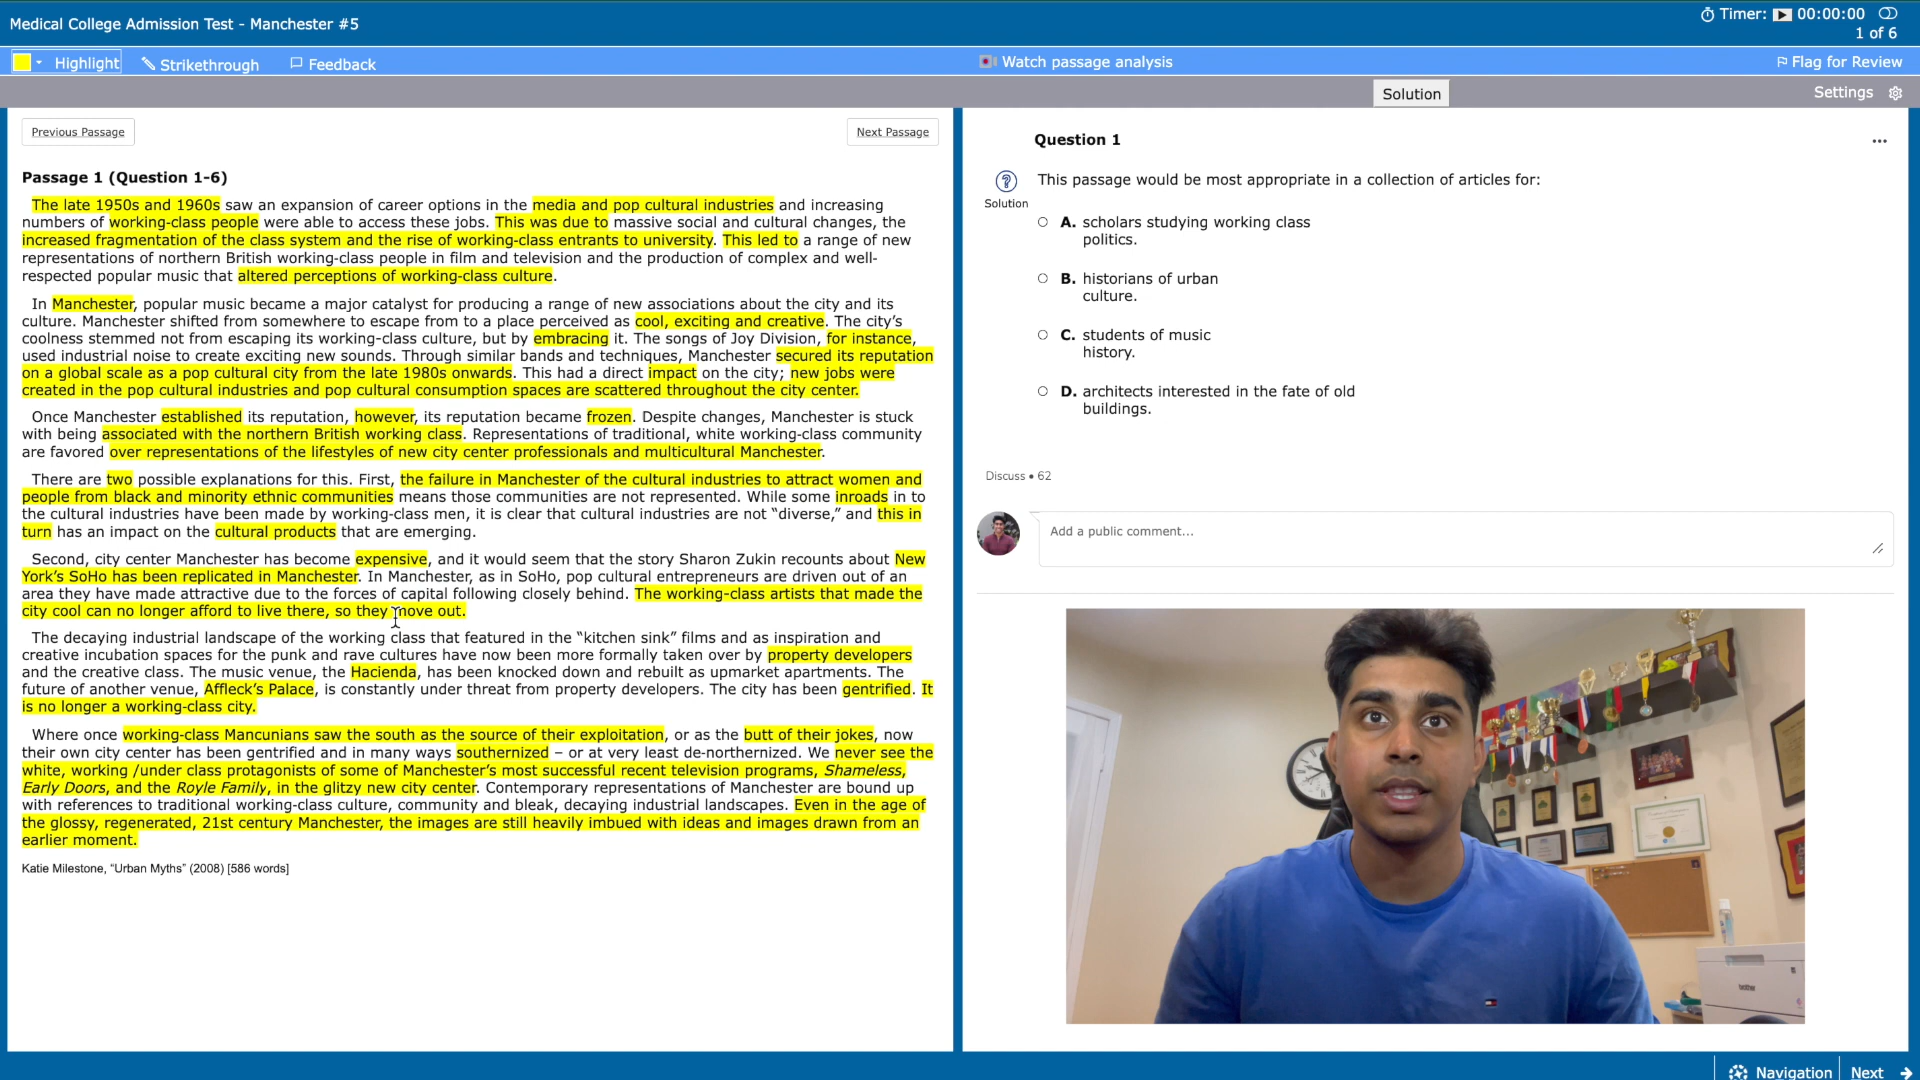 Medical College Admission Test - Manchester #5
Timer: 00:00:00
1 of 6
Highlight
Strikethrough
Feedback
Watch passage analysis
Flag for Review
Solution
Settings
Previous Passage
Next Passage
Passage 1 (Question 1-6)
The late 1950s and 1960s saw an expansion of career options in the media and pop cultural industries and increasing
numbers of working-class people were able to access these jobs. This was due to massive social and cultural changes, the
increased fragmentation of the class system and the rise of working-class entrants to university. This led to a range of new
representations of northern British working-class people in film and television and the production of complex and well-
respected popular music that altered perceptions of working-class culture.
In Manchester, popular music became a major catalyst for producing a range of new associations about the city and its
culture. Manchester shifted from somewhere to escape from to a place perceived as cool, exciting and creative. The city's
coolness stemmed not from escaping its working-class culture, but by embracing it. The songs of Joy Division, for instance,
used industrial noise to create exciting new sounds. Through similar bands and techniques, Manchester secured its reputation
on a global scale as a pop cultural city from the late 1980s onwards. This had a direct impact on the city; new jobs were
created in the pop cultural industries and pop cultural consumption spaces are scattered throughout the city center.
Once Manchester established its reputation, however, its reputation became frozen. Despite changes, Manchester is stuck
with being associated with the northern British working class. Representations of traditional, white working-class community
are favored over representations of the lifestyles of new city center professionals and multicultural Manchester.
There are two possible explanations for this. First, the failure in Manchester of the cultural industries to attract women and
people from black and minority ethnic communities means those communities are not represented. While some inroads in to
the cultural industries have been made by working-class men, it is clear that cultural industries are not “diverse,” and this in
turn has an impact on the cultural products that are emerging.
Second, city center Manchester has become expensive, and it would seem that the story Sharon Zukin recounts about New
York's SoHo has been replicated in Manchester. In Manchester, as in SoHo, pop cultural entrepreneurs are driven out of an
area they have made attractive due to the forces of capital following closely behind. The working-class artists that made the
city cool can no longer afford to live there, so they move out.
The decaying industrial landscape of the working class that featured in the “kitchen sink” films and as inspiration and
creative incubation spaces for the punk and rave cultures have now been more formally taken over by property developers
and the creative class. The music venue, the Hacienda, has been knocked down and rebuilt as upmarket apartments. The
future of another venue, Affleck's Palace, is constantly under threat from property developers. The city has been gentrified. It
is no longer a working-class city.
Where once working-class Mancunians saw the south as the source of their exploitation, or as the butt of their jokes, now
their own city center has been gentrified and in many ways southernized – or at very least de-northernized. We never see the
white, working /under class protagonists of some of Manchester's most successful recent television programs, Shameless,
Early Doors, and the Royle Family, in the glitzy new city center. Contemporary representations of Manchester are bound up
with references to traditional working-class culture, community and bleak, decaying industrial landscapes. Even in the age of
the glossy, regenerated, 21st century Manchester, the images are still heavily imbued with ideas and images drawn from an
earlier moment.
Katie Milestone, “Urban Myths” (2008) [586 words]
Question 1
...
Solution
This passage would be most appropriate in a collection of articles for:
A. scholars studying working class
politics.
B. historians of urban
culture.
C. students of music
history.
D. architects interested in the fate of old
buildings.
Discuss • 62
Add a public comment...
brother
Navigation
Next